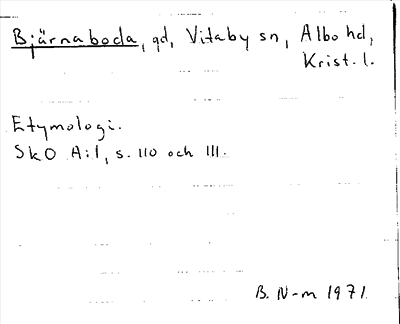 Bjärnaboda, gd, Vitaby sn, Albo hd,
Krist. l.
Etymologi.
SkO A:1, s. 110 och 111.
B. N-m 1971